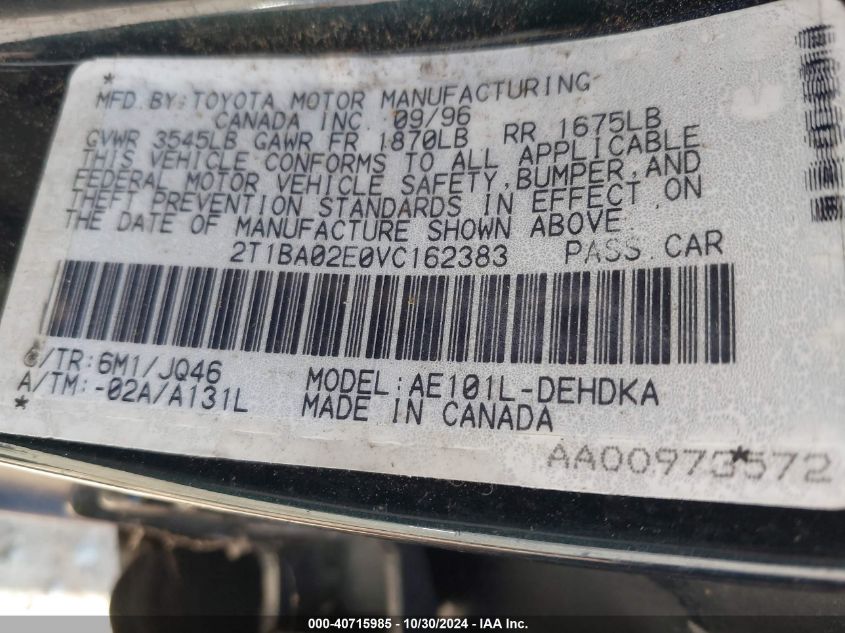 *
MFD. BY: TOYOTA MOTOR MANUFACTURING
CANADA INC. 09/96
GVWR 3545LB GAWR FR 1870LB RR 1675LB
THIS VEHICLE CONFORMS TO ALL APPLICABLE
FEDERAL MOTOR VEHICLE SAFETY, BUMPER, AND
THEFT PREVENTION STANDARDS IN EFFECT ON
THE DATE OF MANUFACTURE SHOWN ABOVE.
2T1BA02E0VC162383 PASS. CAR
C/TR: 6M1/JQ46
A/TM: -02A/A131L
MODEL: AE101L-DEHDKA
MADE IN CANADA
*
*
AA00973572
000-40715985 - 10/30/2024 - iaai.com